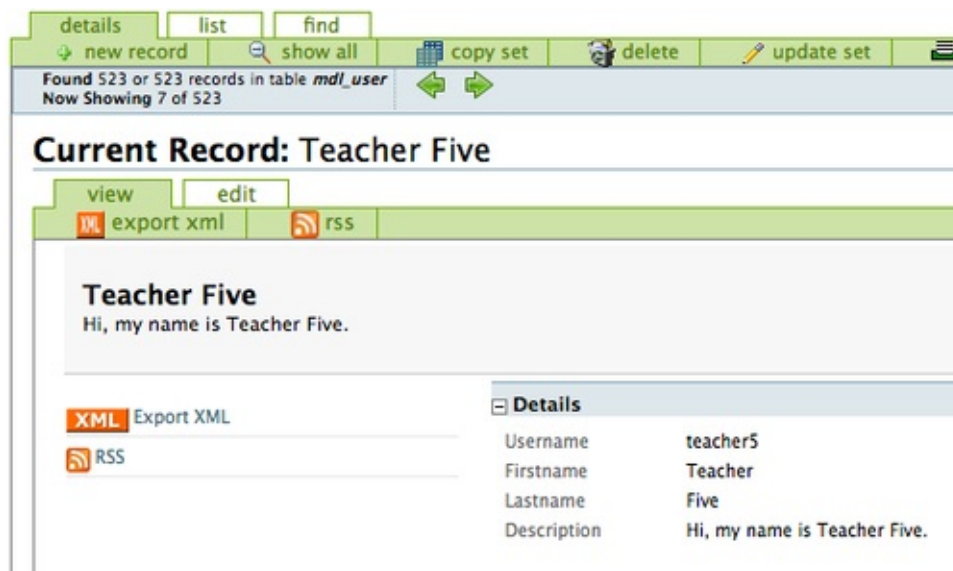 details list find
new record show all copy set delete update set
Found 523 or 523 records in table mdl_user
Now Showing 7 of 523
Current Record: Teacher Five
view edit
XML export xml rss
Teacher Five
Hi, my name is Teacher Five.
Details
XML Export XML
RSS
Username teacher5
Firstname Teacher
Lastname Five
Description Hi, my name is Teacher Five.